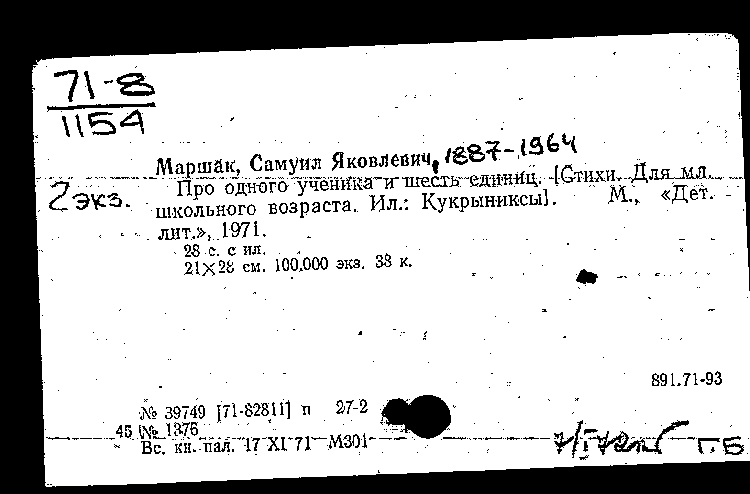 71-8
1154
Маршак, Самуил Яковлевич, 1887-1964
2 экз.
Про одного ученика и шесть единиц. [Стихи. Для мл.
школьного возраста. Ил.: Кукрыниксы]. М., «Дет.
лит.», 1971.
28 с. с ил.
21×28 см. 100.000 экз. 38 к.
891.71-93
№ 39749 [71-82811] п 27-2
45 № 1376
Вс. кн. пал. 17 XI 71 М301
Г.Б